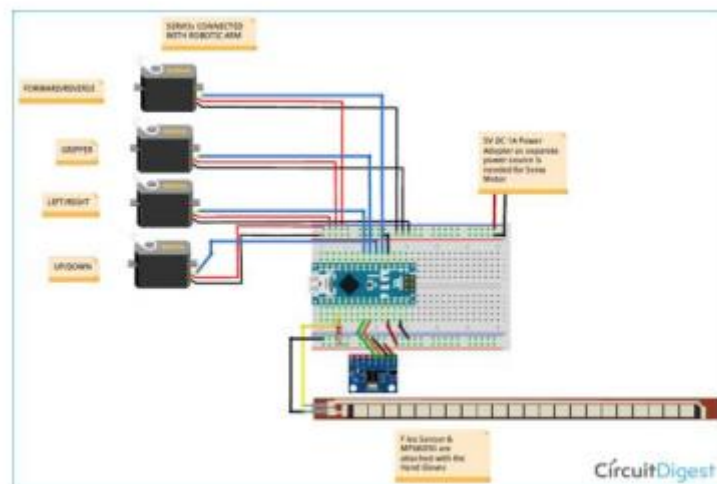 SERVOs CONNECTED
WITH ROBOTIC ARM
FORWARD/REVERSE
GRIPPER
LEFT/RIGHT
UP/DOWN
5V DC 1A Power
Adapter as separate
power source is
needed for Servo
Motor
Flex Sensor &
MPU6050 are
attached with the
Hand Gloves
CircuitDigest